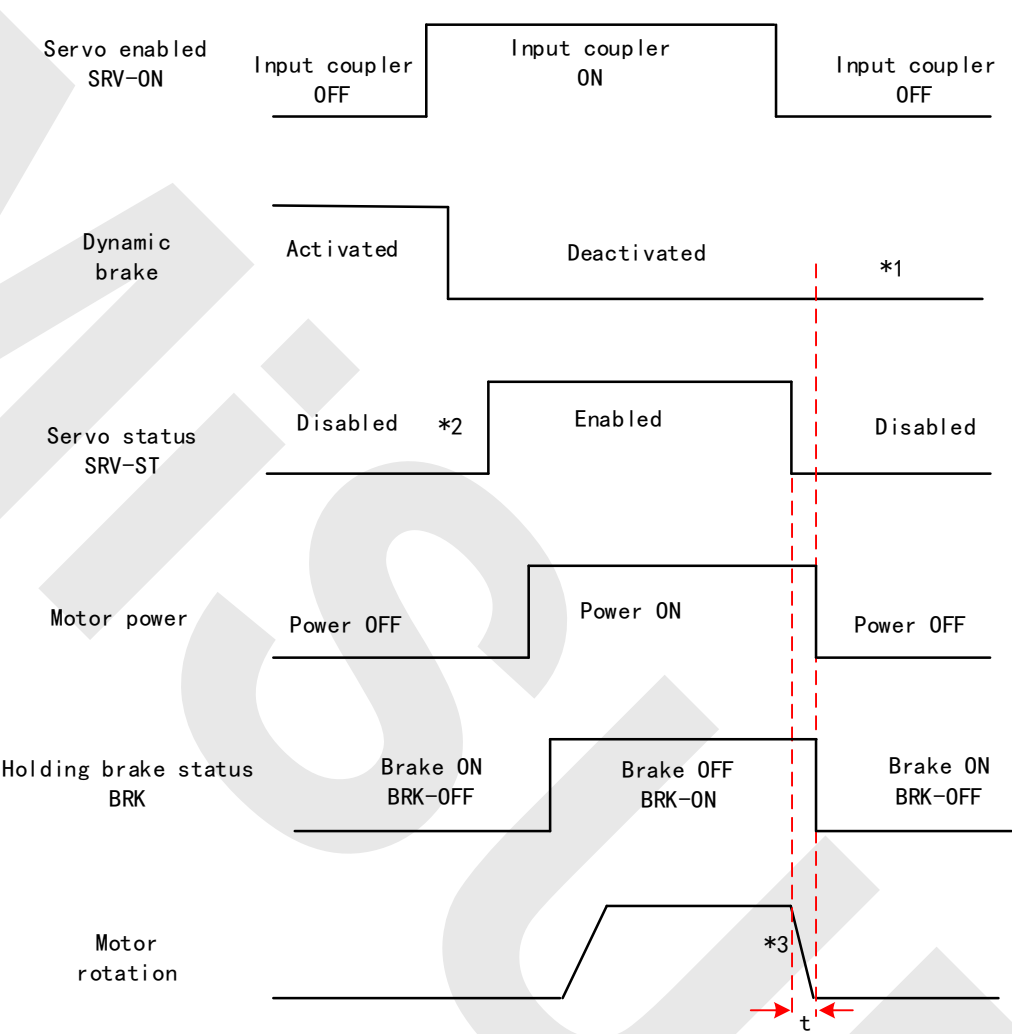 Servo enabled
SRV-ON
Input coupler
OFF
Input coupler
ON
Input coupler
OFF
Dynamic
brake
Activated
Deactivated
*1
Servo status
SRV-ST
Disabled
*2
Enabled
Disabled
Motor power
Power OFF
Power ON
Power OFF
Holding brake status
BRK
Brake ON
BRK-OFF
Brake OFF
BRK-ON
Brake ON
BRK-OFF
Motor
rotation
*3
t